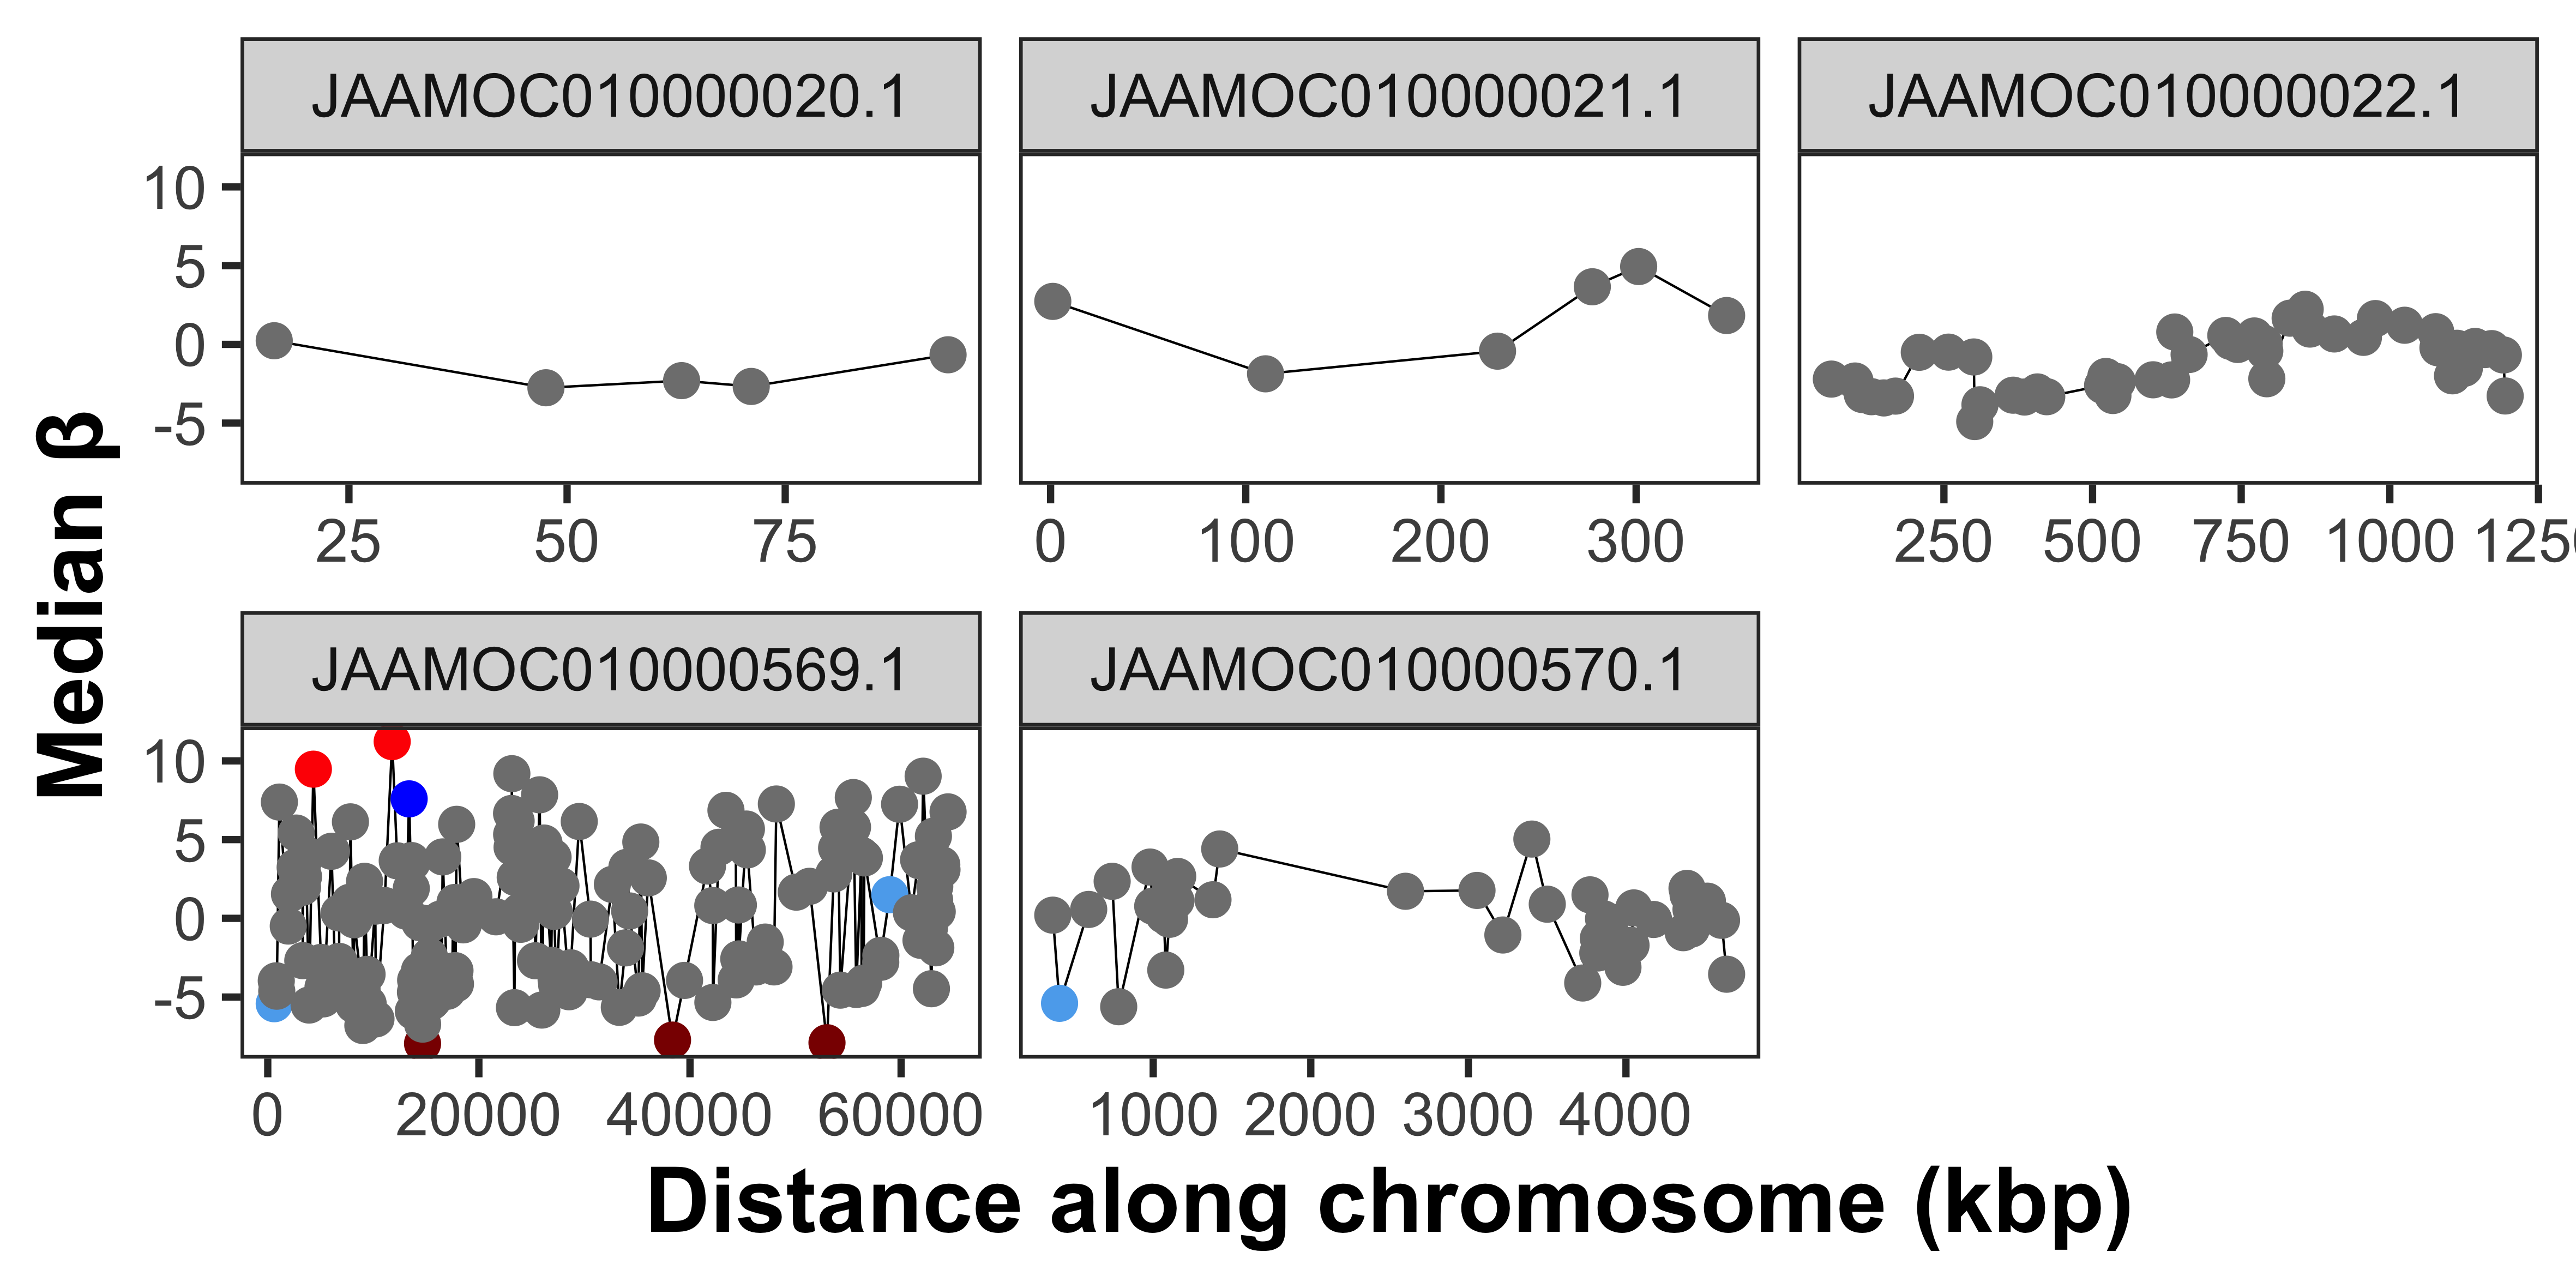 JAAMOC010000020.1 JAAMOC010000021.1 JAAMOC010000022.1
10
5
0
-5
25 50 75 0 100 200 300 250 500 750 1000 125
Median β
JAAMOC010000569.1 JAAMOC010000570.1
10
5
0
-5
0 20000 40000 60000 1000 2000 3000 4000
Distance along chromosome (kbp)